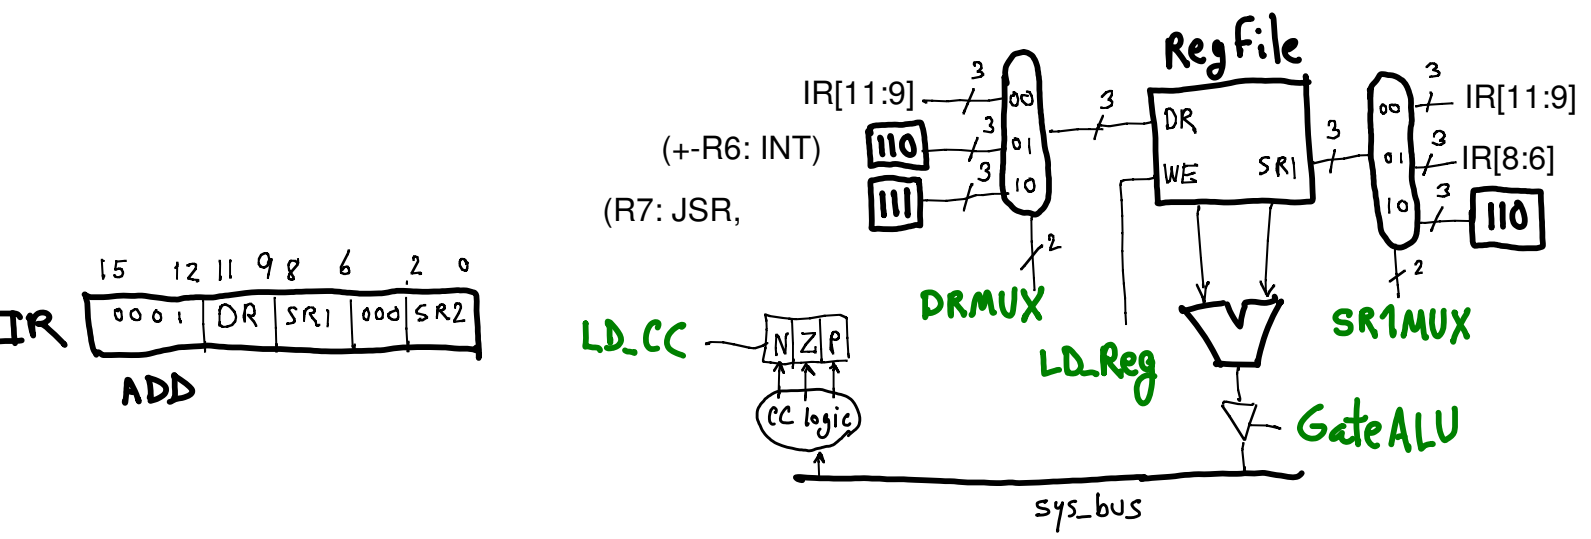 RegFile
IR[11:9] 3 00 3 DR 3 00 3 IR[11:9]
(+-R6: INT) 110 3 01 WE SR1 01 3 IR[8:6]
(R7: JSR, 111 3 10 10 3 110
2 2
DRMUX LD_Reg SR1MUX
15 12 11 9 8 6 2 0
IR 0001 DR SR1 000 SR2
ADD
LD_CC N Z P
CC logic
GateALU
sys_bus